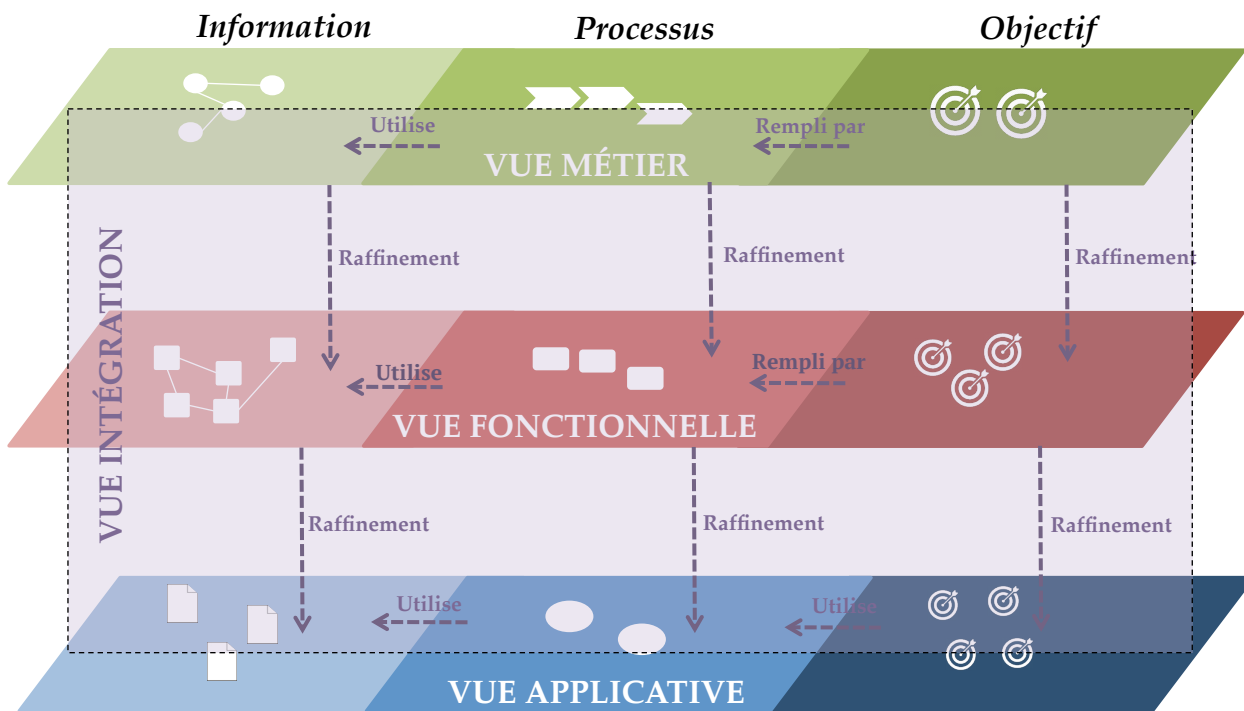 Information Processus Objectif
Utilise Rempli par
VUE MÉTIER
Raffinement Raffinement Raffinement
VUE INTÉGRATION
Utilise Rempli par
VUE FONCTIONNELLE
Raffinement Raffinement Raffinement
Utilise Utilise
VUE APPLICATIVE